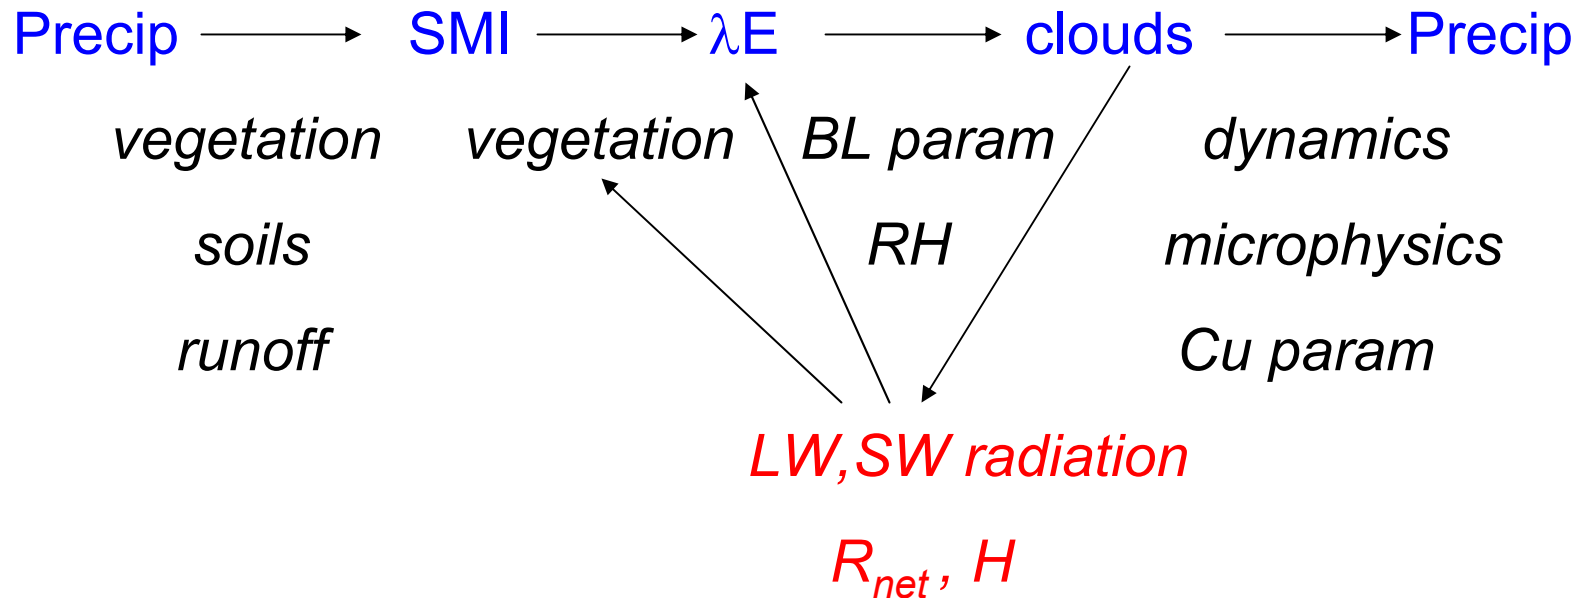 Precip SMI λE clouds Precip
vegetation vegetation BL param dynamics
soils RH microphysics
runoff Cu param
LW,SW radiation
Rnet , H